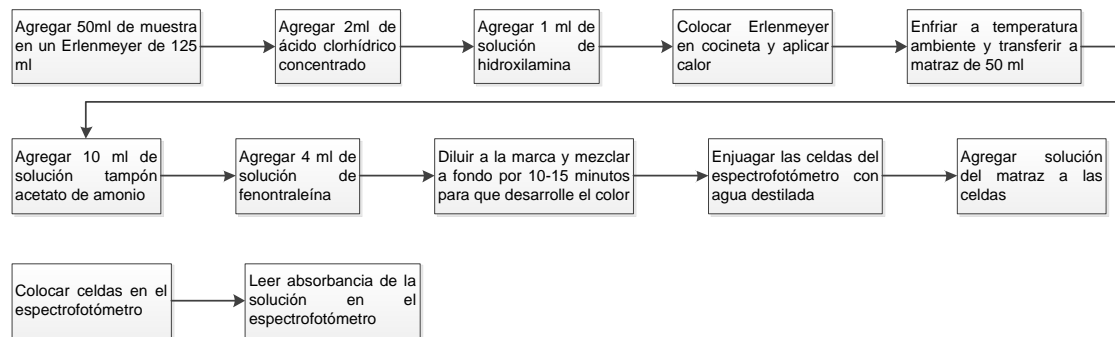 Agregar 50ml de muestra
en un Erlenmeyer de 125
ml
Agregar 2ml de
ácido clorhídrico
concentrado
Agregar 1 ml de
solución de
hidroxilamina
Colocar Erlenmeyer
en cocineta y aplicar
calor
Enfriar a temperatura
ambiente y transferir a
matraz de 50 ml
Agregar 10 ml de
solución tampón
acetato de amonio
Agregar 4 ml de
solución de
fenontraleína
Diluir a la marca y mezclar
a fondo por 10-15 minutos
para que desarrolle el color
Enjuagar las celdas del
espectrofotómetro con
agua destilada
Agregar solución
del matraz a las
celdas
Colocar celdas en el
espectrofotómetro
Leer absorbancia de la
solución en el
espectrofotómetro